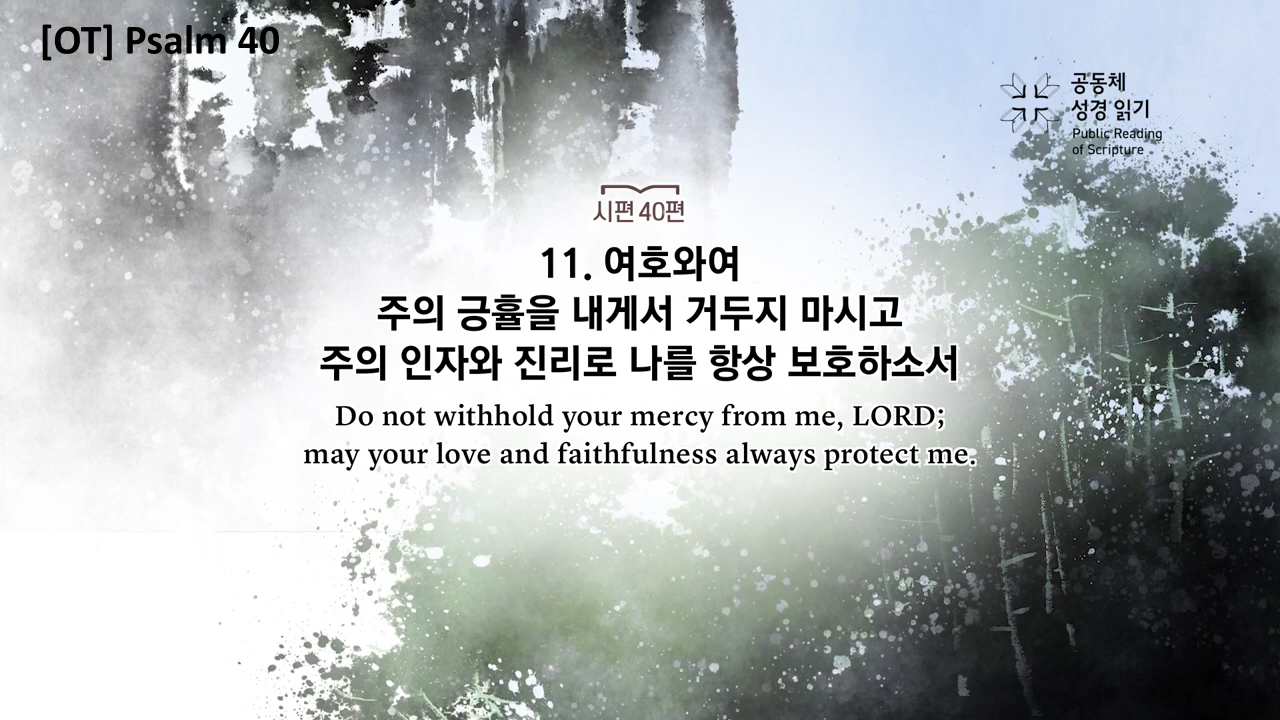 [OT] Psalm 40
공동체
성경 읽기
Public Reading
of Scripture
시편 40편
11. 여호와여
주의 긍휼을 내게서 거두지 마시고
주의 인자와 진리로 나를 항상 보호하소서
Do not withhold your mercy from me, LORD;
may your love and faithfulness always protect me.